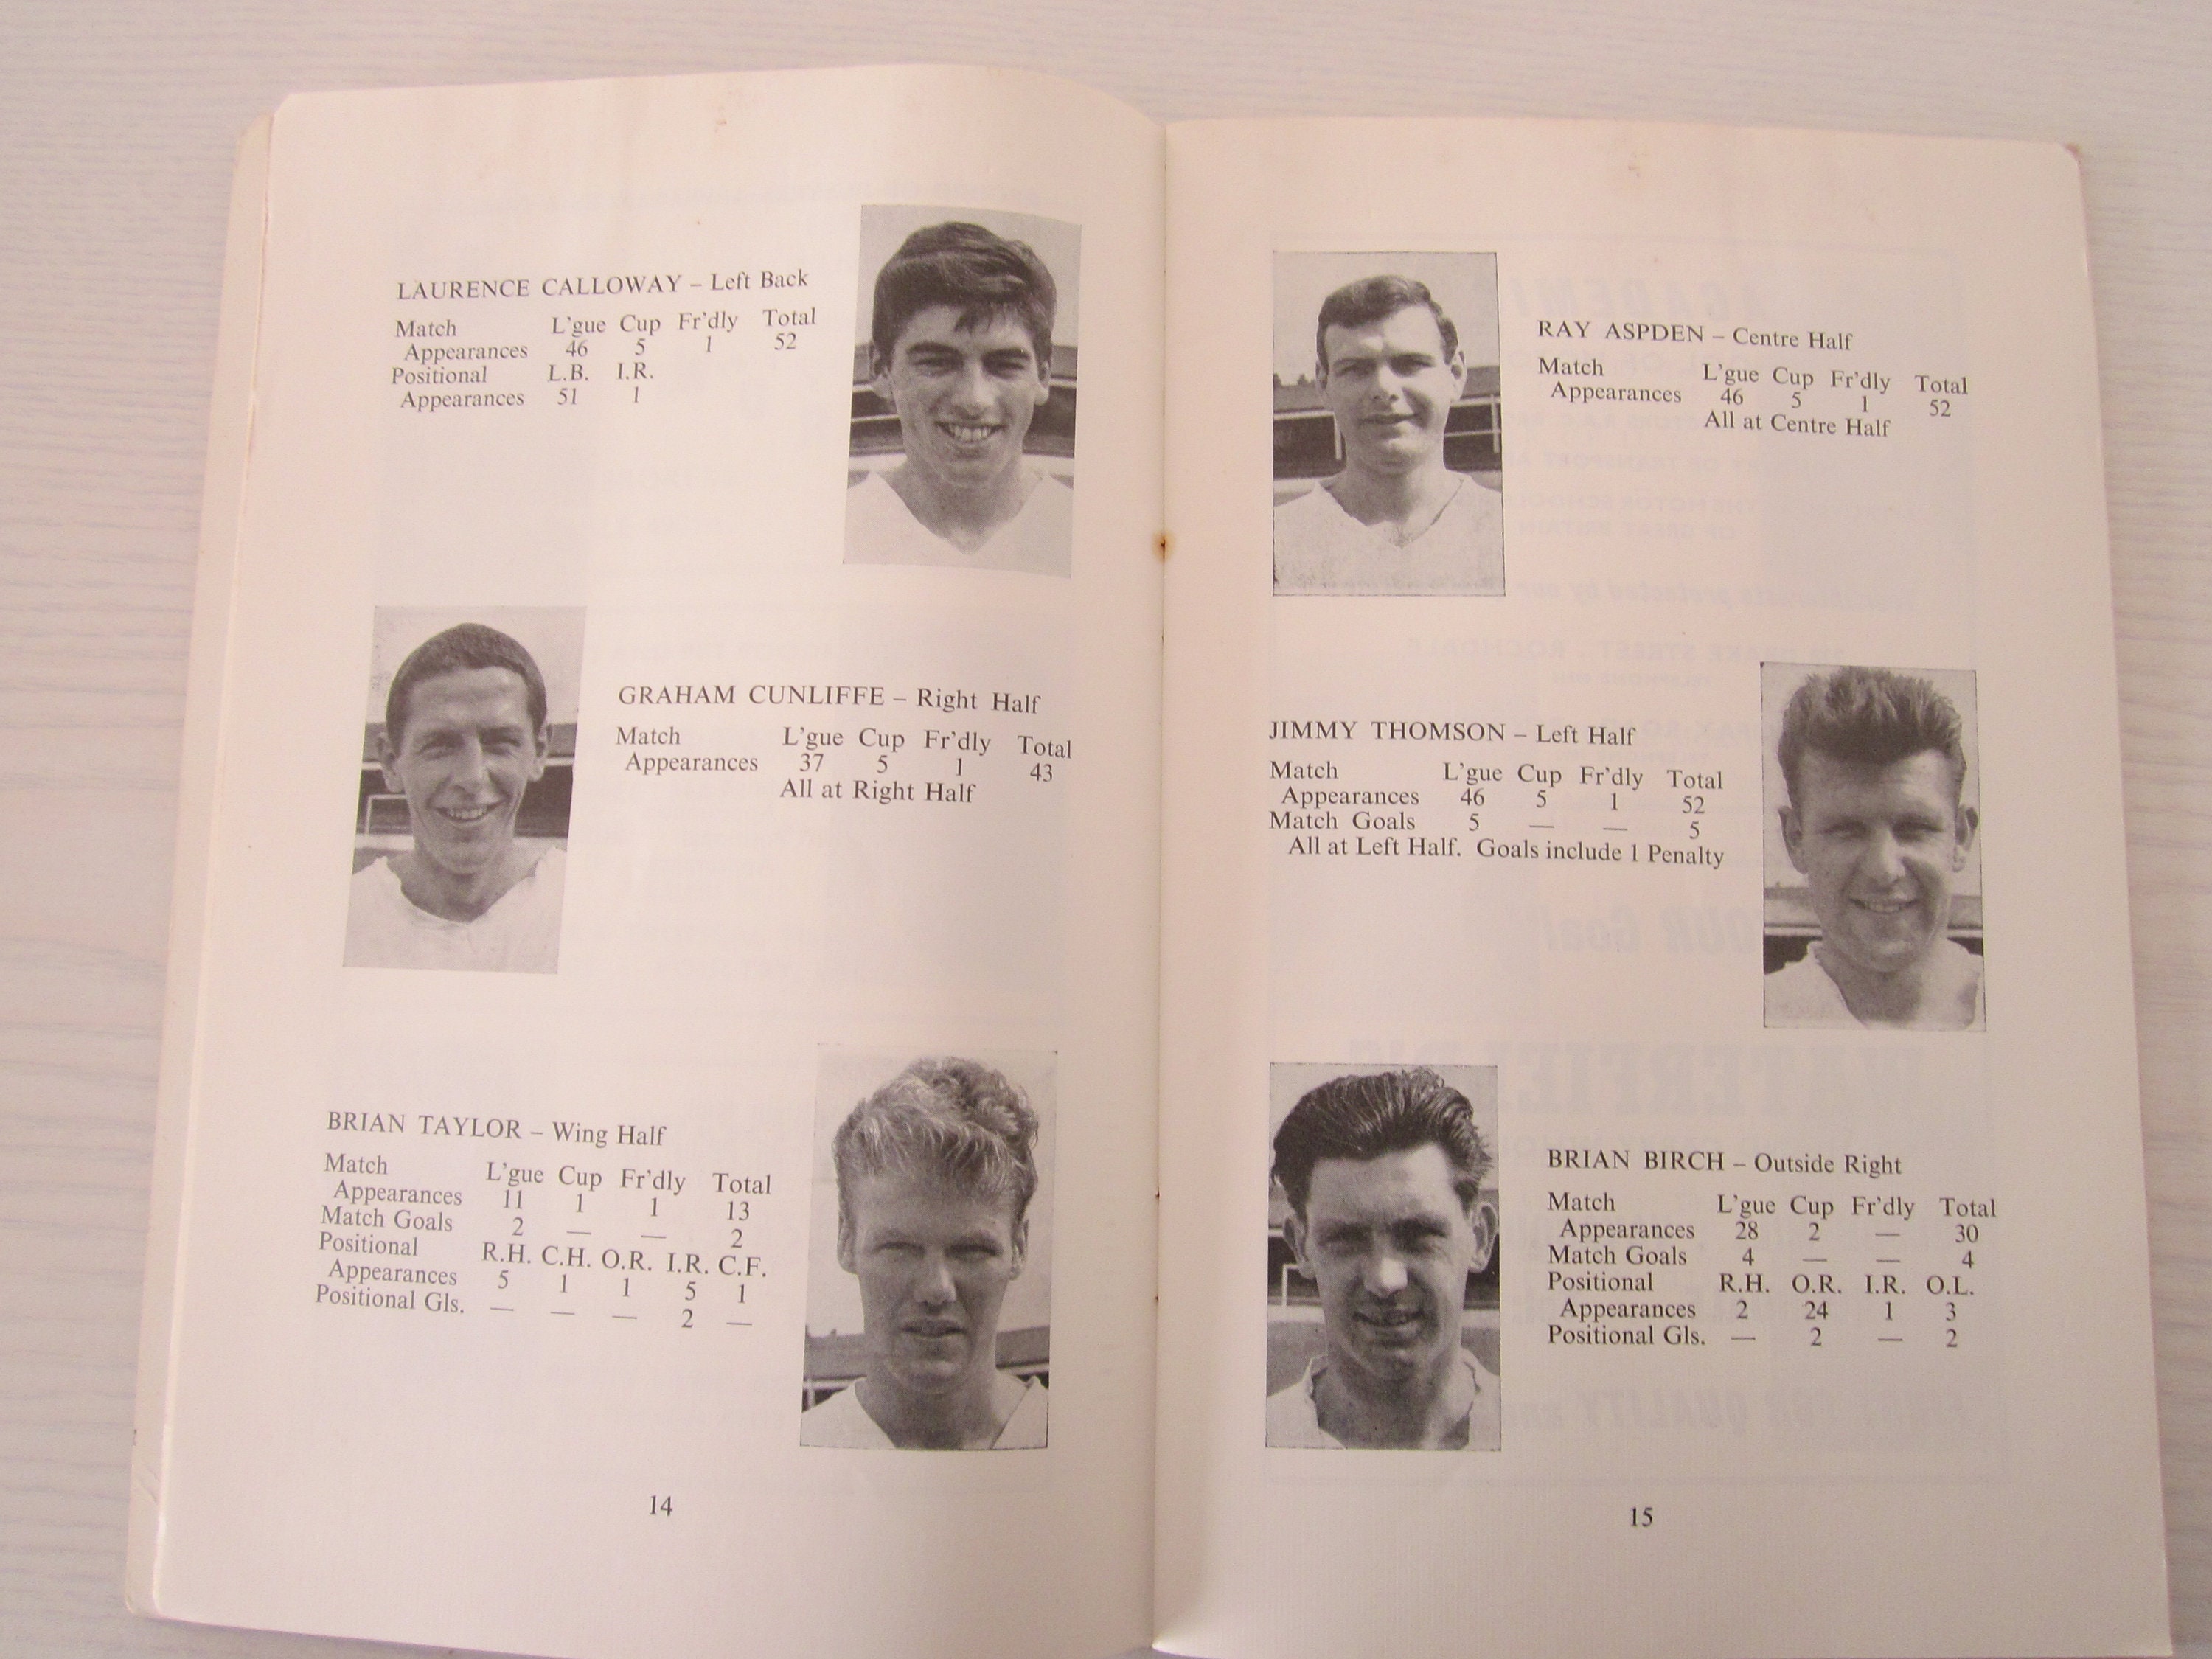 LAURENCE CALLOWAY – Left Back
Match L'gue Cup Fr'dly Total
Appearances 46 5 1 52
Positional L.B. I.R.
Appearances 51 1
GRAHAM CUNLIFFE – Right Half
Match L'gue Cup Fr'dly Total
Appearances 37 5 1 43
All at Right Half
BRIAN TAYLOR – Wing Half
Match L'gue Cup Fr'dly Total
Appearances 11 1 1 13
Match Goals 2 — — 2
Positional R.H. C.H. O.R. I.R. C.F.
Appearances 5 1 1 5 1
Positional Gls. — — — 2 —
14
RAY ASPDEN – Centre Half
Match L'gue Cup Fr'dly Total
Appearances 46 5 1 52
All at Centre Half
JIMMY THOMSON – Left Half
Match L'gue Cup Fr'dly Total
Appearances 46 5 1 52
Match Goals 5 — — 5
All at Left Half. Goals include 1 Penalty
BRIAN BIRCH – Outside Right
Match L'gue Cup Fr'dly Total
Appearances 28 2 — 30
Match Goals 4 — — 4
Positional R.H. O.R. I.R. O.L.
Appearances 2 24 1 3
Positional Gls. — 2 — 2
15